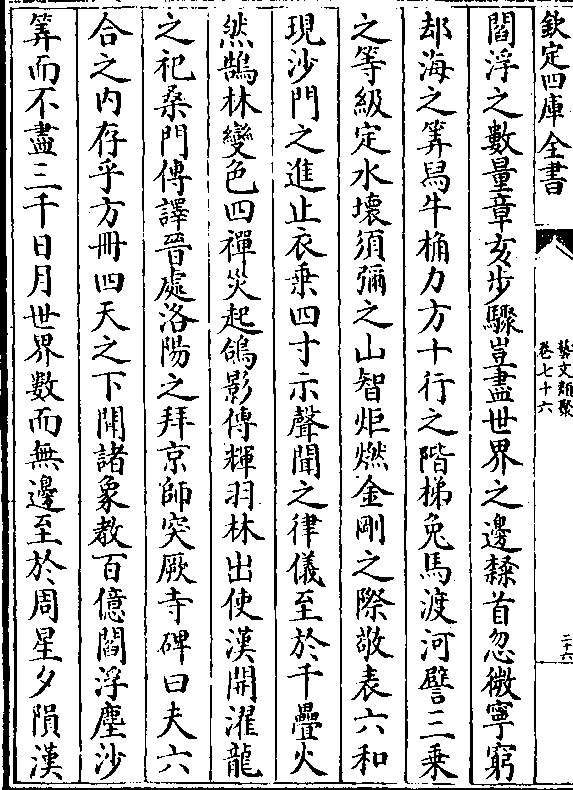 欽定四庫全書
藝文類聚
卷七十六
二十六
閻浮之數量章亥步驟豈盡世界之邊隸首忽微寧窮
刦海之筭舄牛桷力方十行之階梯兔馬渡河譬三乗
之等級定水壞須彌之山智炬燃金剛之際敬表六和
現沙門之進止衣乗四寸示聲聞之律儀至於千疊火
然鵠林變色四禪災起鴿影傳輝羽林出使漢開濯龍
之祀桑門傳譯晉處洛陽之拜京師突厥寺碑曰夫六
合之内存乎方冊四天之下聞諸象教百億閻浮塵沙
筭而不盡三千日月世界數而無邊至於周星夕隕漢